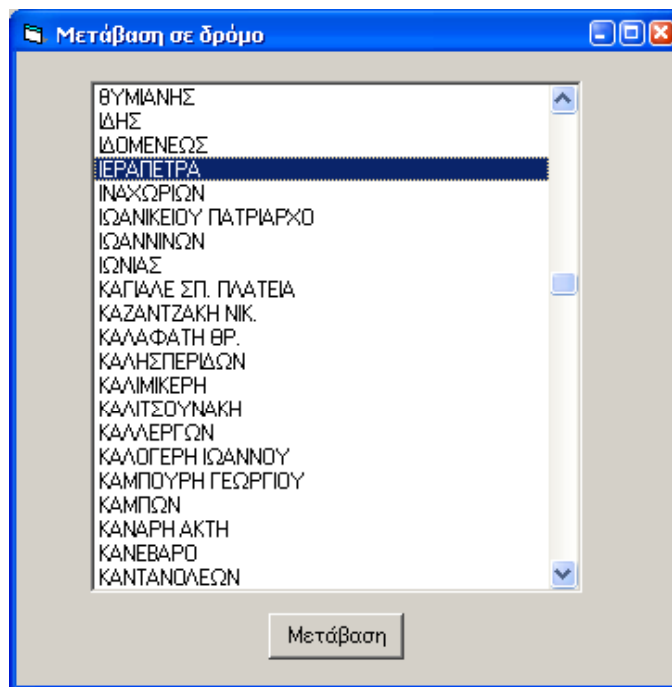 Μετάβαση σε δρόμο
ΘΥΜΙΑΝΗΣ
ΙΔΗΣ
ΙΔΟΜΕΝΕΩΣ
ΙΕΡΑΠΕΤΡΑ
ΙΝΑΧΩΡΙΩΝ
ΙΩΑΝΙΚΕΙΟΥ ΠΑΤΡΙΑΡΧΟ
ΙΩΑΝΝΙΝΩΝ
ΙΩΝΙΑΣ
ΚΑΓΙΑΛΕ ΣΠ. ΠΛΑΤΕΙΑ
ΚΑΖΑΝΤΖΑΚΗ ΝΙΚ.
ΚΑΛΑΦΑΤΗ ΘΡ.
ΚΑΛΗΣΠΕΡΙΔΩΝ
ΚΑΛΙΜΙΚΕΡΗ
ΚΑΛΙΤΣΟΥΝΑΚΗ
ΚΑΛΛΕΡΓΩΝ
ΚΑΛΟΓΕΡΗ ΙΩΑΝΝΟΥ
ΚΑΜΠΟΥΡΗ ΓΕΩΡΓΙΟΥ
ΚΑΜΠΩΝ
ΚΑΝΑΡΗ ΑΚΤΗ
ΚΑΝΕΒΑΡΟ
ΚΑΝΤΑΝΟΛΕΩΝ
Μετάβαση